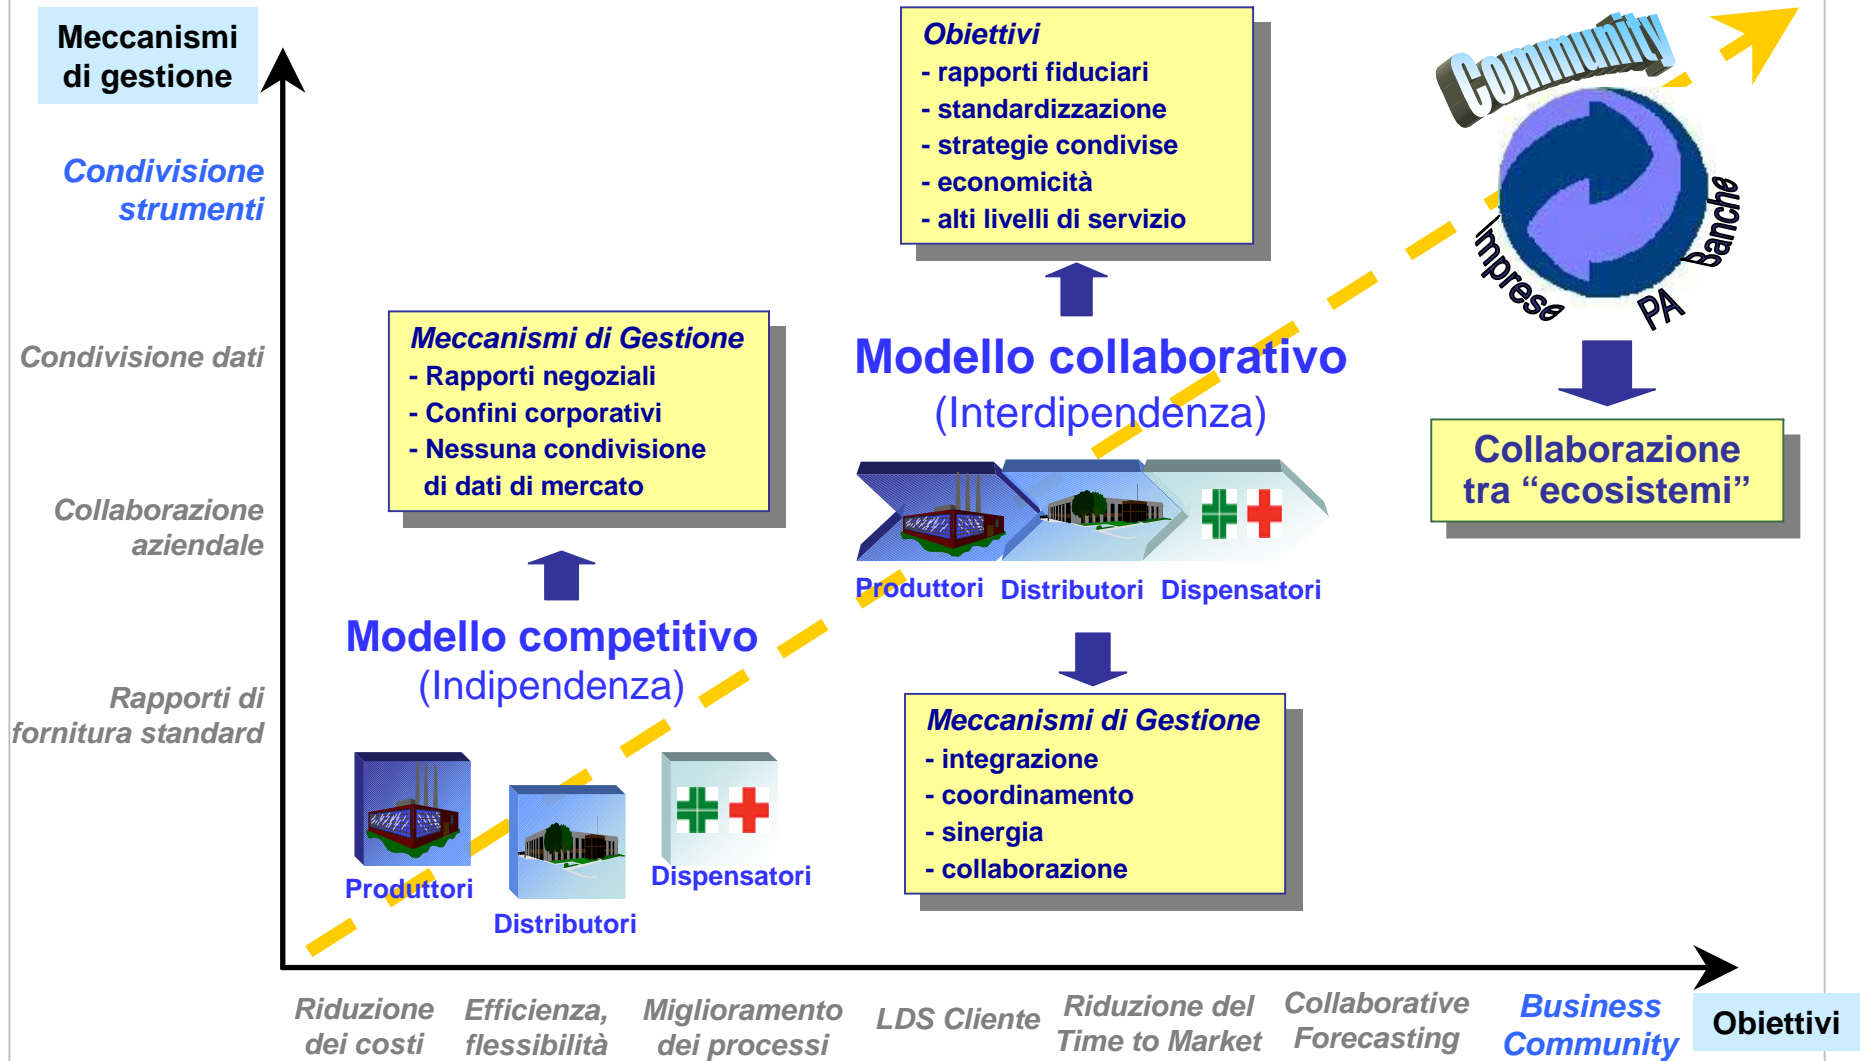 Meccanismi
di gestione
Condivisione
strumenti
Condivisione dati
Collaborazione
aziendale
Rapporti di
fornitura standard
Meccanismi di Gestione
- Rapporti negoziali
- Confini corporativi
- Nessuna condivisione
di dati di mercato
Modello competitivo
(Indipendenza)
Produttori
Distributori
Dispensatori
Obiettivi
- rapporti fiduciari
- standardizzazione
- strategie condivise
- economicità
- alti livelli di servizio
Modello collaborativo
(Interdipendenza)
Produttori
Distributori
Dispensatori
Meccanismi di Gestione
- integrazione
- coordinamento
- sinergia
- collaborazione
Community
Imprese
PA
Banche
Collaborazione
tra “ecosistemi”
Riduzione
dei costi
Efficienza,
flessibilità
Miglioramento
dei processi
LDS Cliente
Riduzione del
Time to Market
Collaborative
Forecasting
Business
Community
Obiettivi